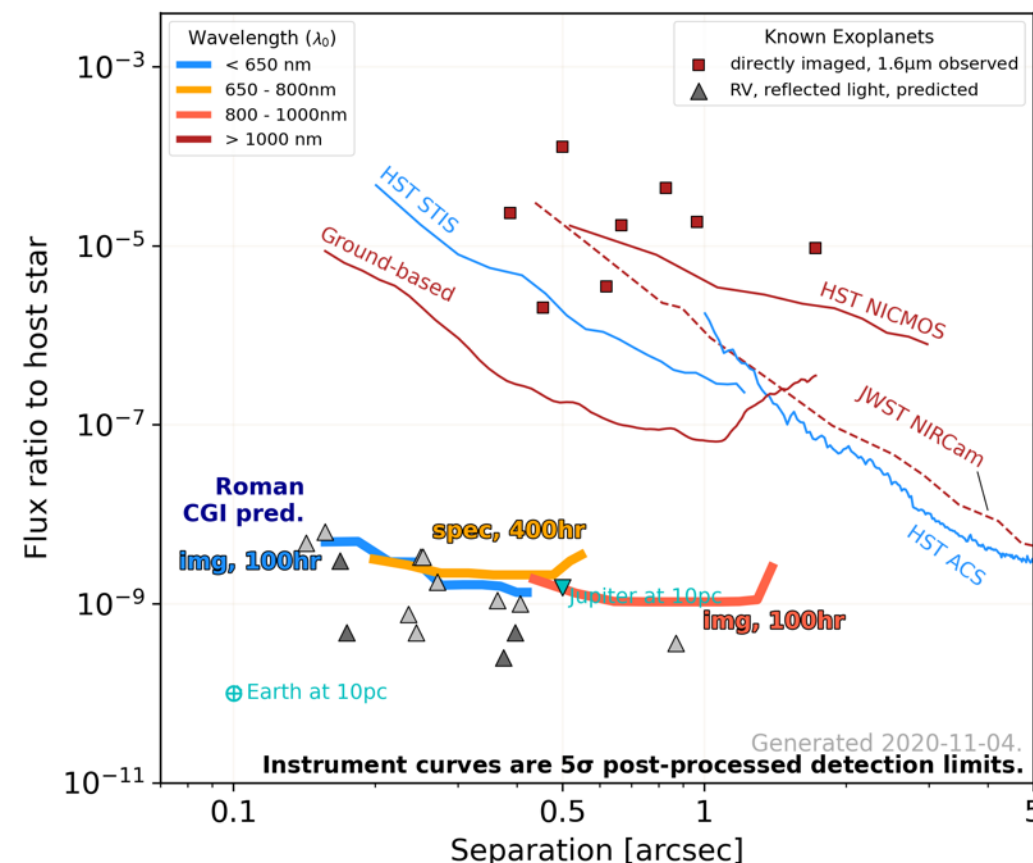 Wavelength (λ₀)
< 650 nm
650 - 800nm
800 - 1000nm
> 1000 nm
Known Exoplanets
directly imaged, 1.6μm observed
RV, reflected light, predicted
10⁻³
10⁻⁵
10⁻⁷
10⁻⁹
10⁻¹¹
Flux ratio to host star
HST STIS
Ground-based
HST NICMOS
JWST NIRCam
HST ACS
Roman
CGI pred.
img, 100hr
spec, 400hr
Jupiter at 10pc
img, 100hr
Earth at 10pc
Generated 2020-11-04.
Instrument curves are 5σ post-processed detection limits.
0.1
0.5
1
5
Separation [arcsec]